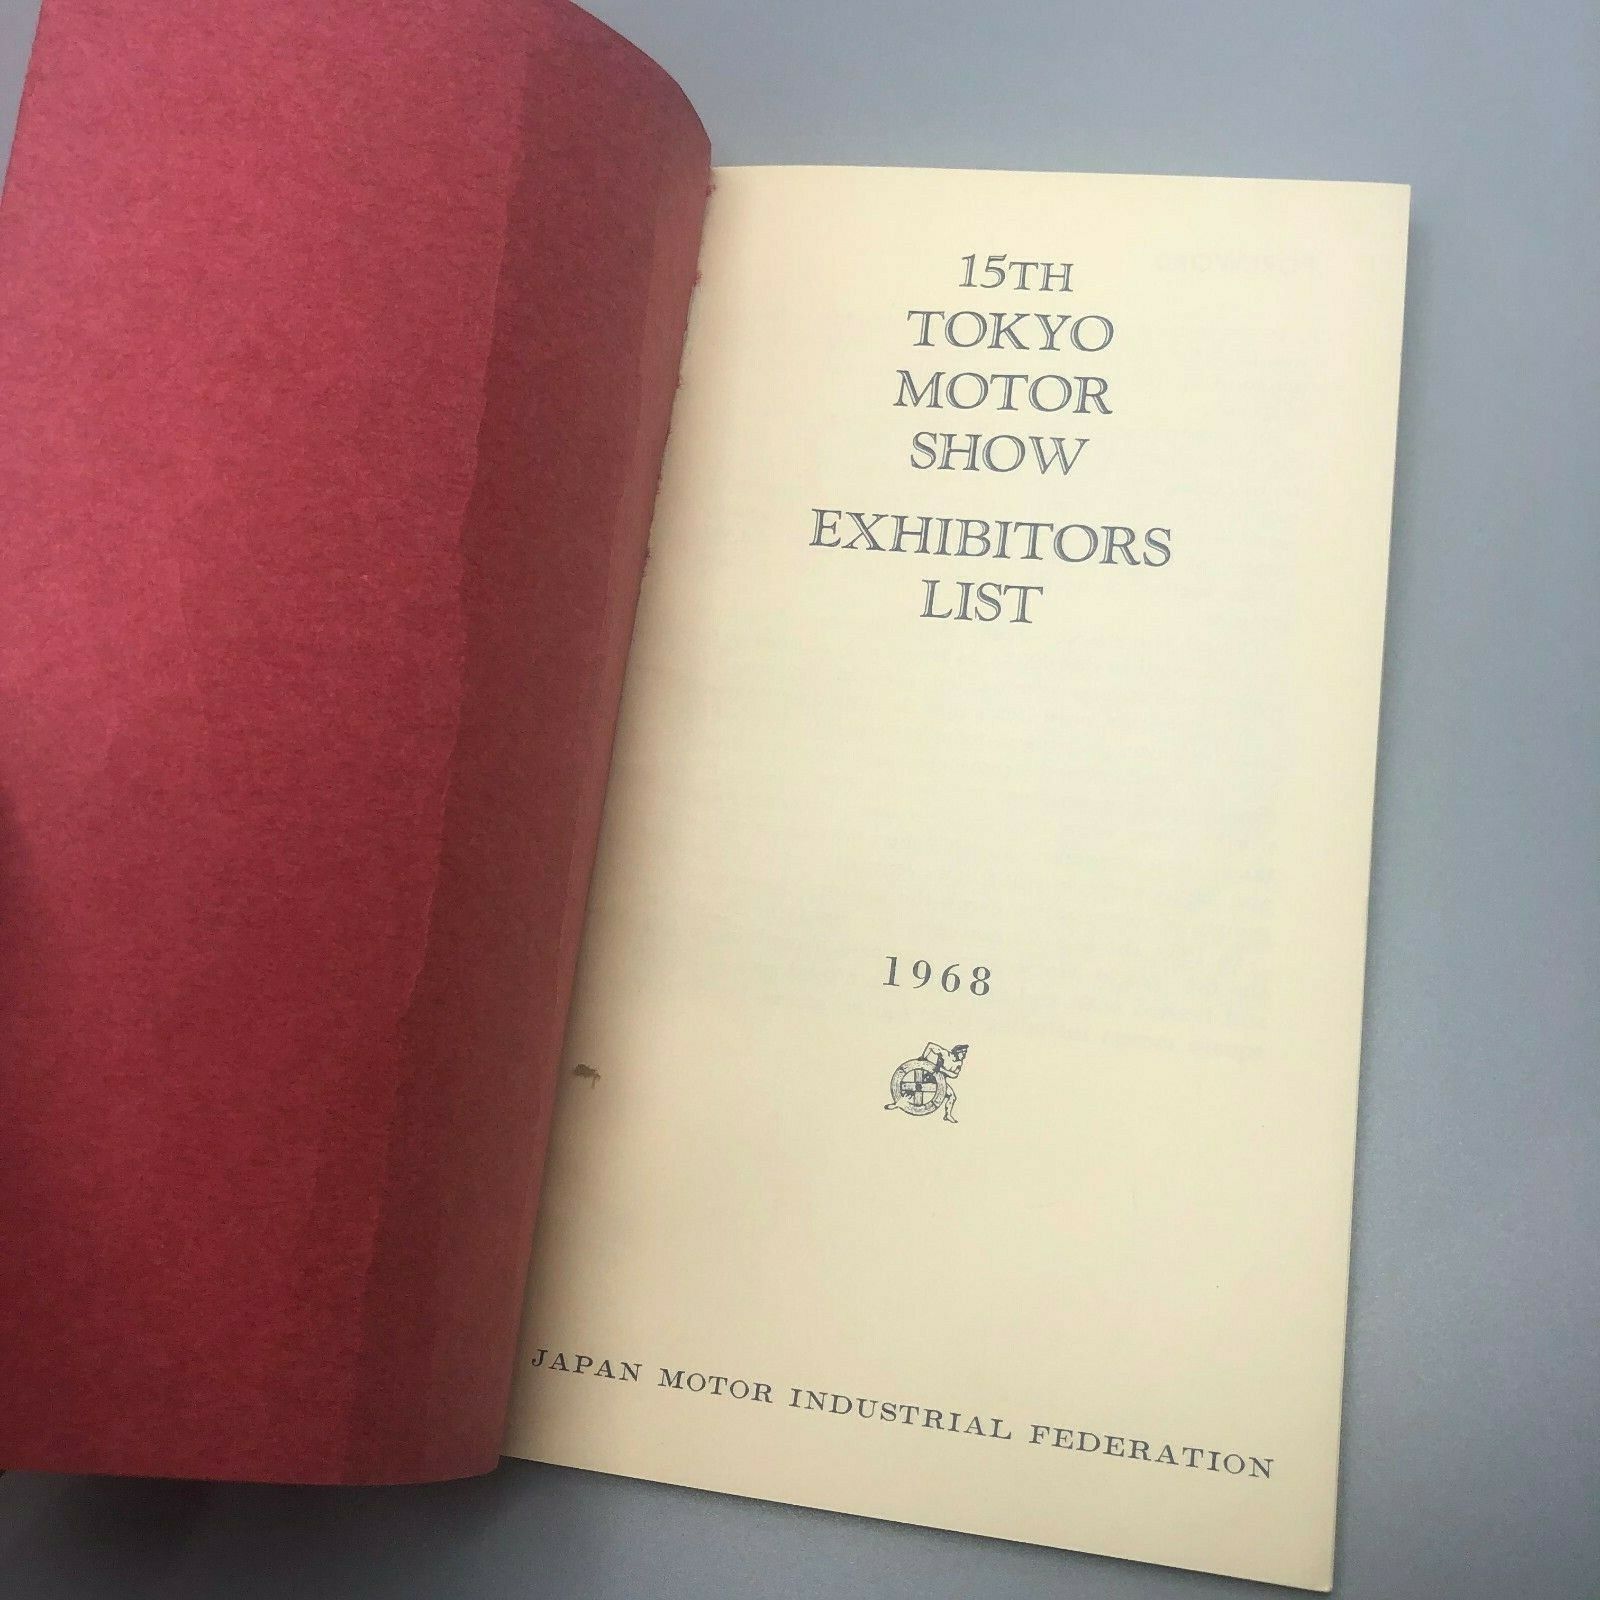 15TH
TOKYO
MOTOR
SHOW
EXHIBITORS
LIST
1968
JAPAN MOTOR INDUSTRIAL FEDERATION